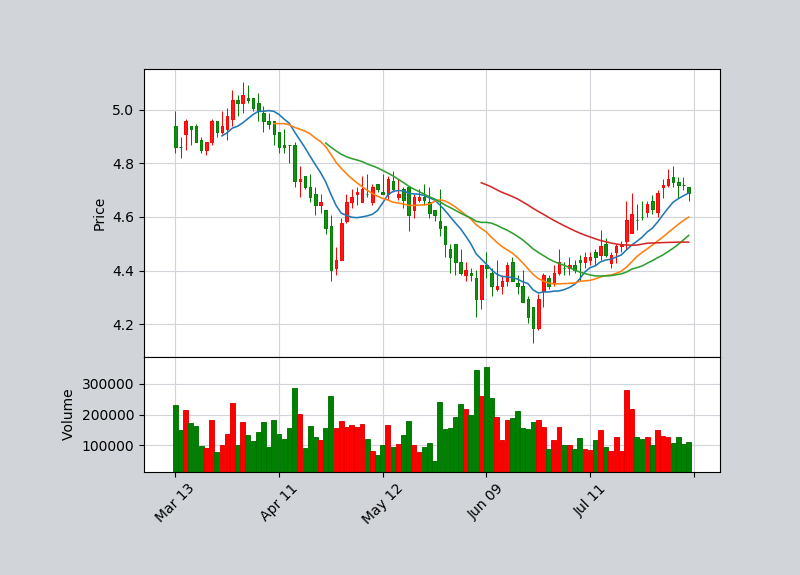 Price
5.0
4.8
4.6
4.4
4.2
Volume
300000
200000
100000
Mar 13
Apr 11
May 12
Jun 09
Jul 11